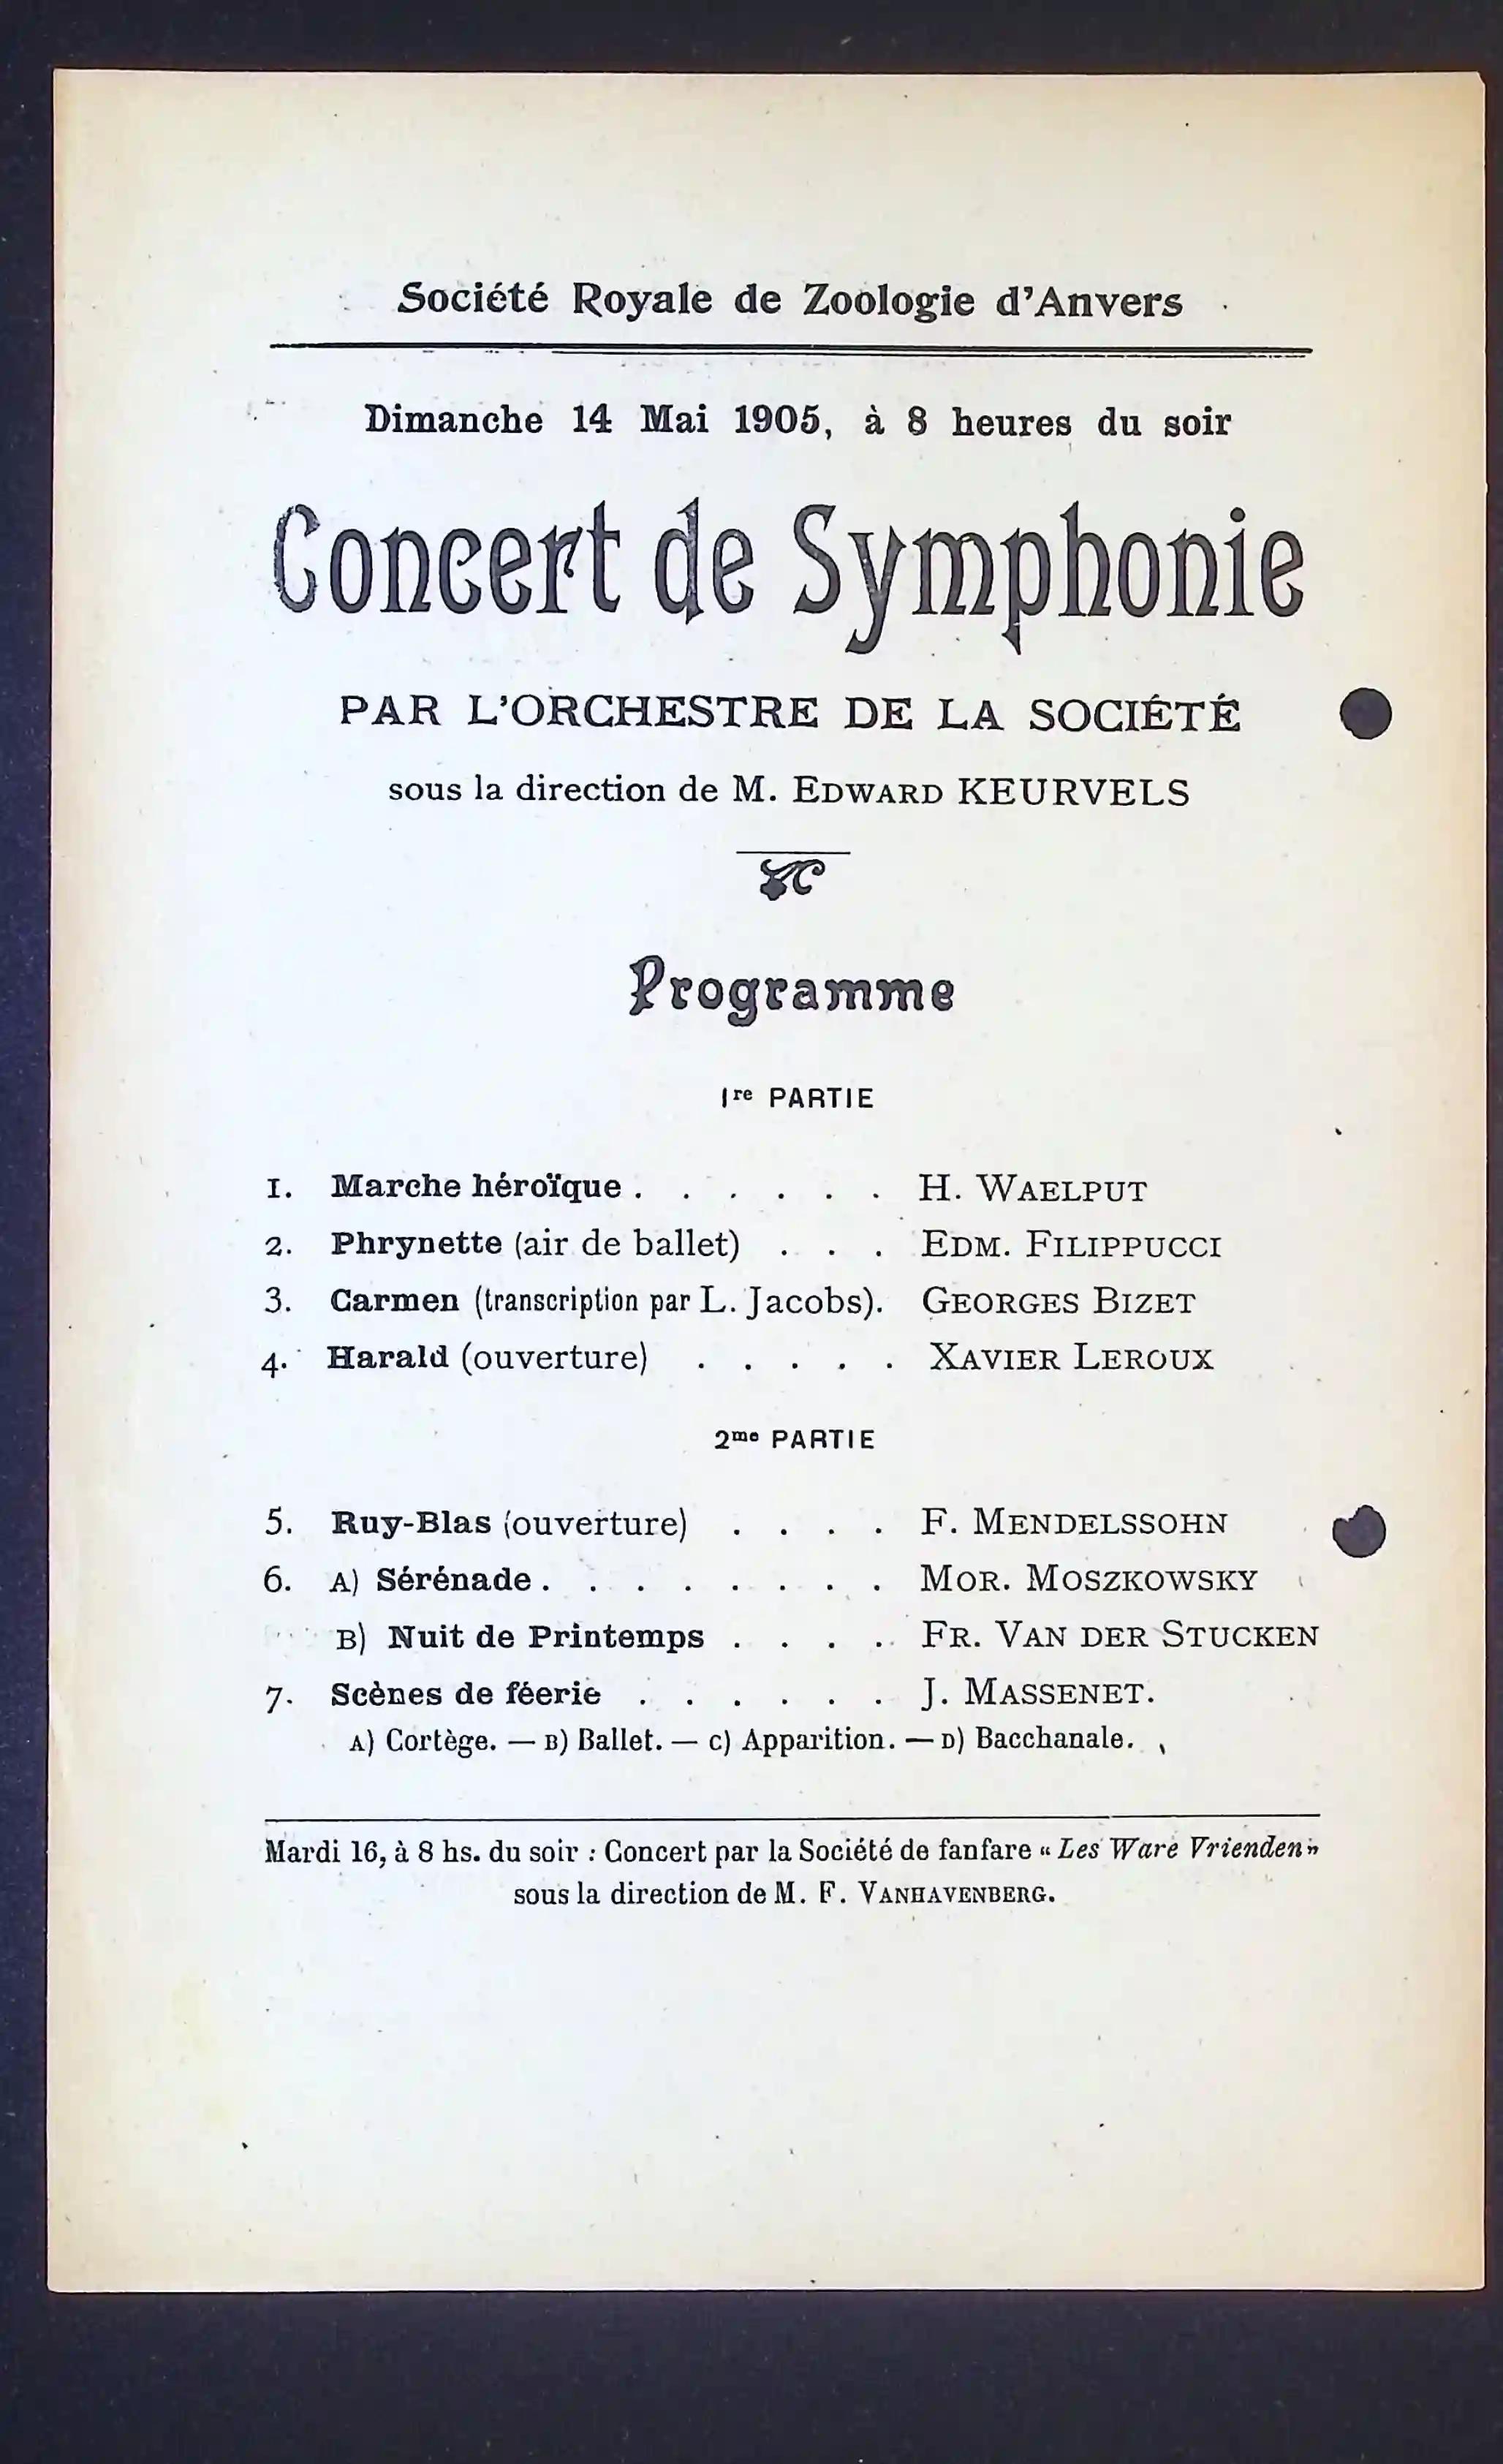 Société Royale de Zoologie d'Anvers
Dimanche 14 Mai 1905, à 8 heures du soir
Concert de Symphonie
PAR L'ORCHESTRE DE LA SOCIÉTÉ
sous la direction de M. EDWARD KEURVELS
Programme
1re PARTIE
1. Marche héroïque . . . . . . H. WAELPUT
2. Phrynette (air de ballet) . . . EDM. FILIPPUCCI
3. Carmen (transcription par L. Jacobs). GEORGES BIZET
4. Harald (ouverture) . . . . . XAVIER LEROUX
2me PARTIE
5. Ruy-Blas (ouverture) . . . . F. MENDELSSOHN
6. A) Sérénade . . . . . . . . MOR. MOSZKOWSKY
B) Nuit de Printemps . . . . FR. VAN DER STUCKEN
7. Scènes de féerie . . . . . . J. MASSENET.
A) Cortège. — B) Ballet. — C) Apparition. — D) Bacchanale.
Mardi 16, à 8 hs. du soir : Concert par la Société de fanfare « Les Ware Vrienden »
sous la direction de M. F. VANHAVENBERG.